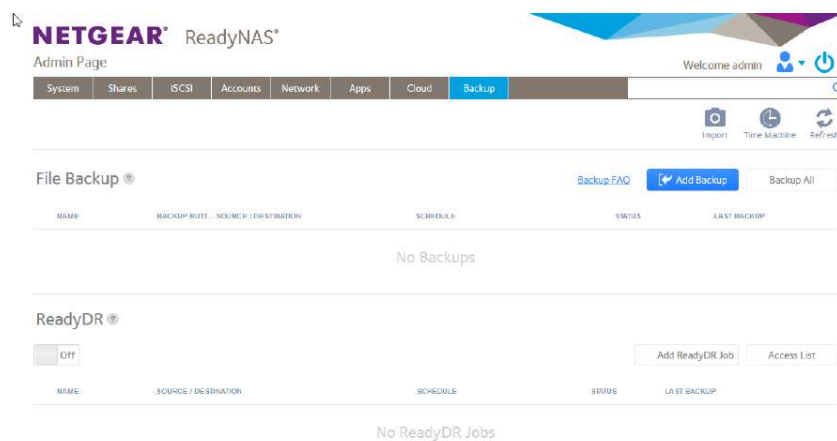 NETGEAR® ReadyNAS®
Admin Page
Welcome admin
System Shares iSCSI Accounts Network Apps Cloud Backup
Import Time Machine Refresh
File Backup ?
Backup FAQ Add Backup Backup All
NAME BACKUP BUTT... SOURCE / DESTINATION SCHEDULE STATUS LAST BACKUP
No Backups
ReadyDR ?
Off Add ReadyDR Job Access List
NAME SOURCE / DESTINATION SCHEDULE STATUS LAST BACKUP
No ReadyDR Jobs